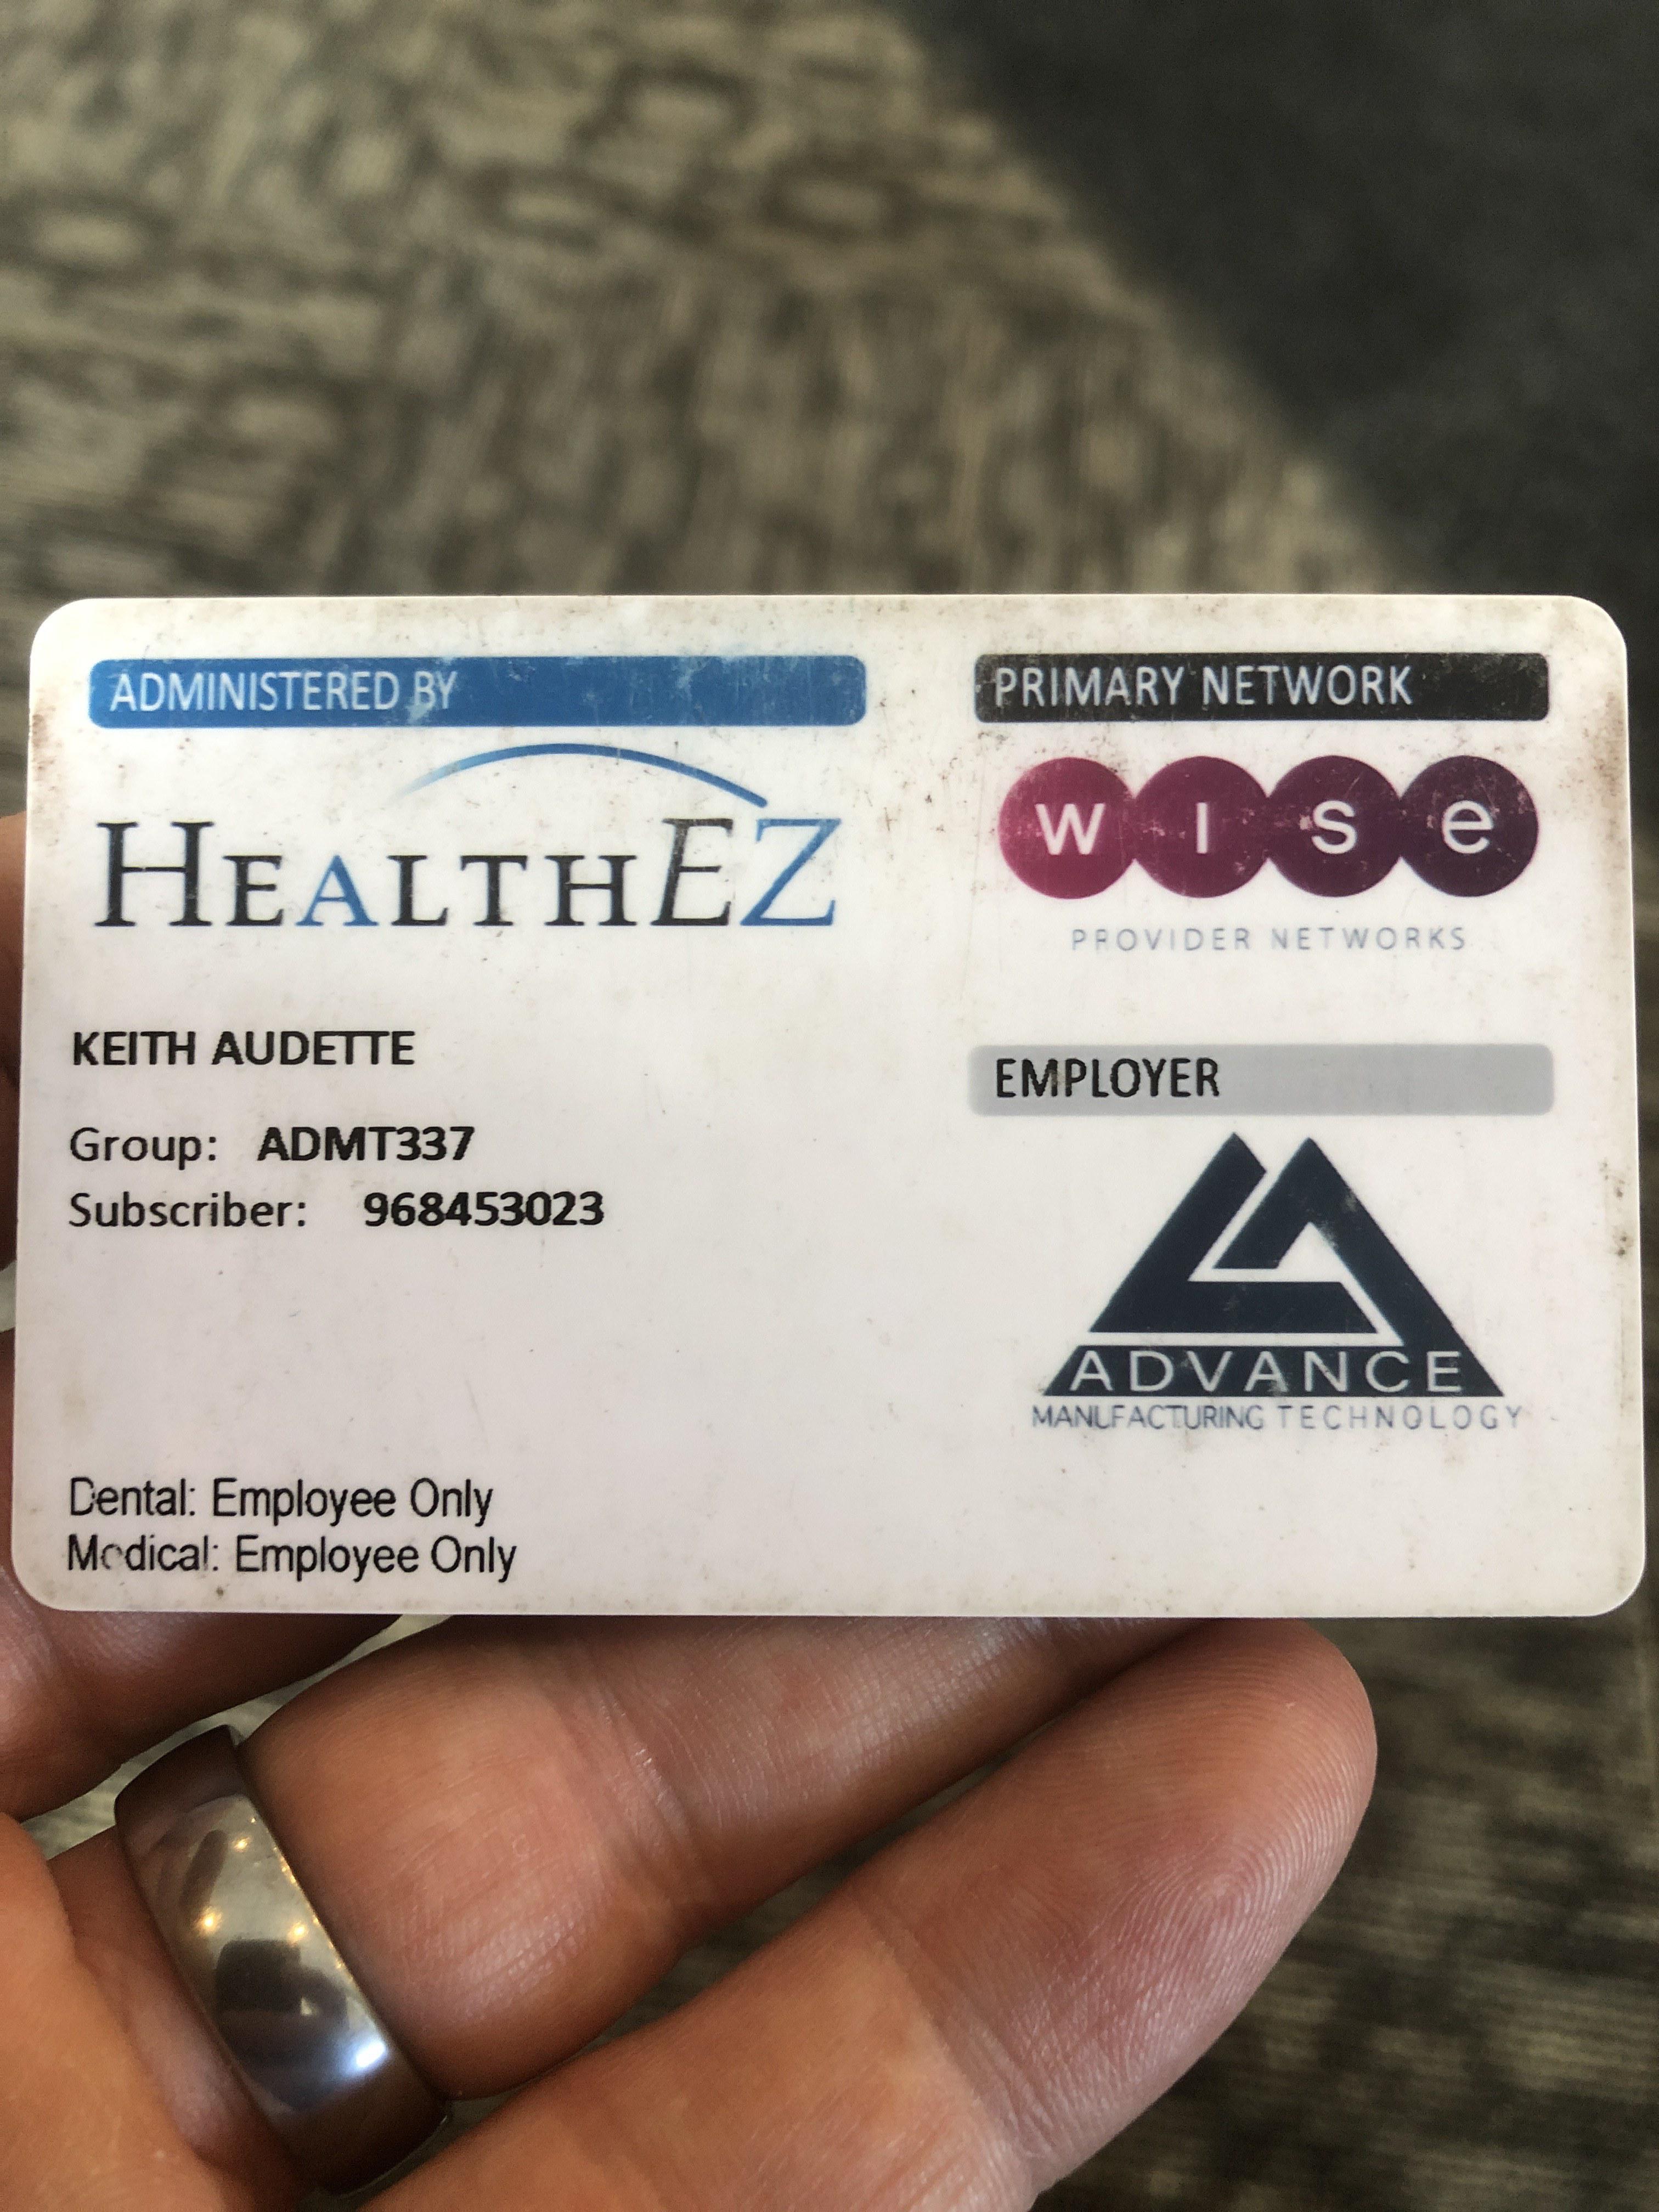 ADMINISTERED BY
HEALTHEZ
KEITH AUDETTE
Group: ADMT337
Subscriber: 968453023
Dental: Employee Only
Medical: Employee Only
PRIMARY NETWORK
wise
PROVIDER NETWORKS
EMPLOYER
ADVANCE
MANUFACTURING TECHNOLOGY